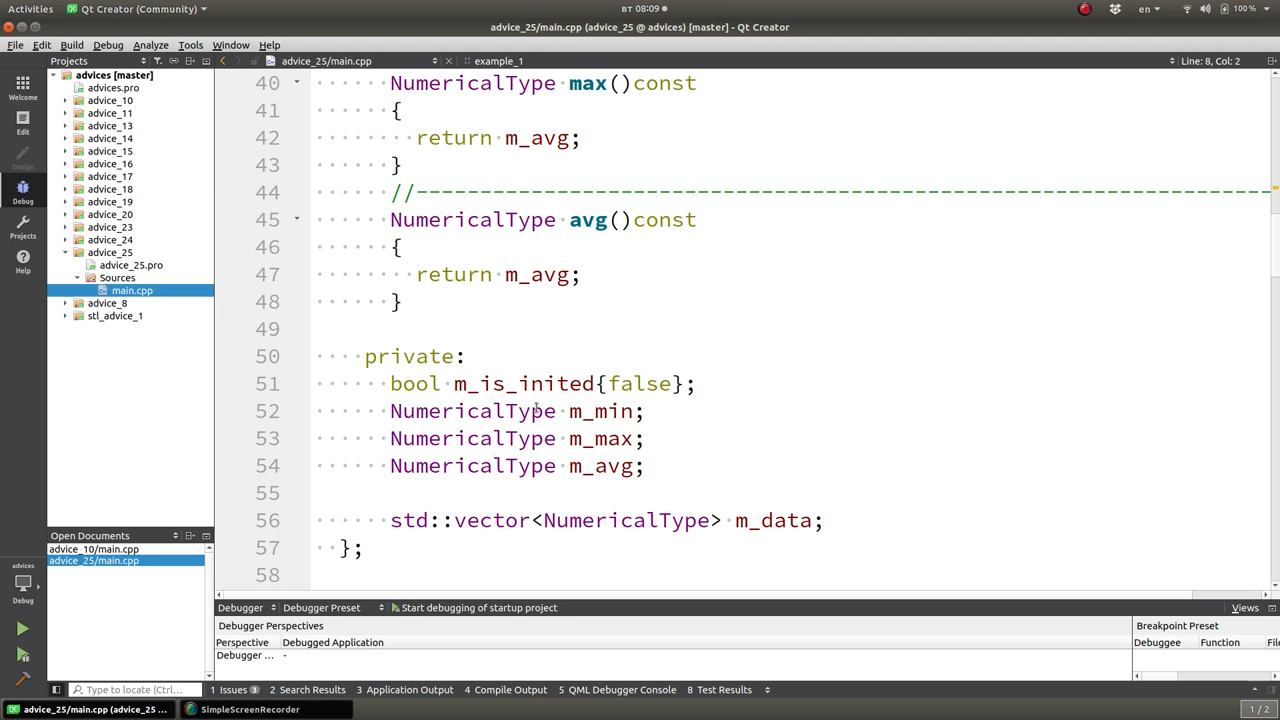 Activities Qt Creator (Community) вт 08:09 en 100 %
advice_25/main.cpp (advice_25 @ advices) [master] - Qt Creator
File Edit Build Debug Analyze Tools Window Help
Projects advice_25/main.cpp example_1 Line: 8, Col: 2
Welcome
Edit
Design
Debug
Projects
Help
advices [master]
advices.pro
advice_10
advice_11
advice_13
advice_14
advice_15
advice_16
advice_17
advice_18
advice_19
advice_20
advice_23
advice_24
advice_25
advice_25.pro
Sources
main.cpp
advice_8
stl_advice_1
40 NumericalType max()const
41 {
42 return m_avg;
43 }
44 //-------------------------------------------------------------------
45 NumericalType avg()const
46 {
47 return m_avg;
48 }
49
50 private:
51 bool m_is_inited{false};
52 NumericalType m_min;
53 NumericalType m_max;
54 NumericalType m_avg;
55
56 std::vector<NumericalType> m_data;
57 };
58
Open Documents
advice_10/main.cpp
advice_25/main.cpp
advices
Debug
Debugger Debugger Preset Start debugging of startup project Views
Debugger Perspectives Breakpoint Preset
Perspective Debugged Application Debuggee Function File
Debugger ... -
Type to locate (Ctrl... 1 Issues 3 2 Search Results 3 Application Output 4 Compile Output 5 QML Debugger Console 8 Test Results
advice_25/main.cpp (advice_25 ... SimpleScreenRecorder 1 / 2